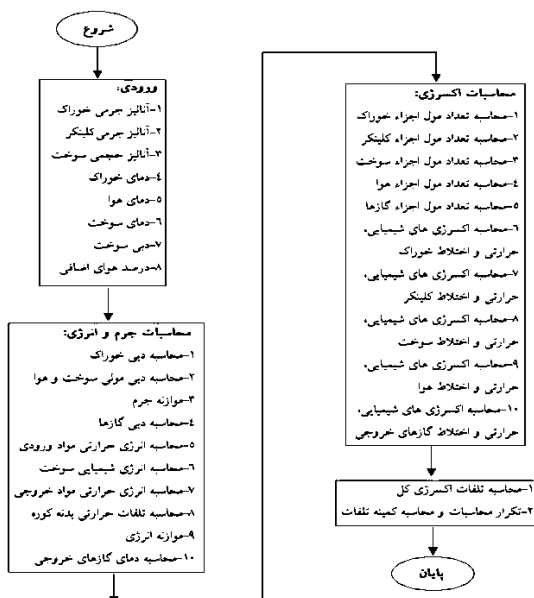 شروع
ورودی:
۱-آنالیز جرمی خوراک
۲-آنالیز جرمی کلینکر
۳-آنالیز حجمی سوخت
۴-دمای خوراک
۵-دمای هوا
۶-دمای سوخت
۷-دبی سوخت
۸-درصد هوای اضافی
محاسبات جرم و انرژی:
۱-محاسبه دبی خوراک
۲-محاسبه دبی مولی سوخت و هوا
۳-موازنه جرم
۴-محاسبه دبی گازها
۵-محاسبه انرژی حرارتی مواد ورودی
۶-محاسبه انرژی شیمیایی سوخت
۷-محاسبه انرژی حرارتی مواد خروجی
۸-محاسبه تلفات حرارتی بدنه کوره
۹-موازنه انرژی
۱۰-محاسبه دمای گازهای خروجی
محاسبات اکسرژی:
۱-محاسبه تعداد مول اجزاء خوراک
۲-محاسبه تعداد مول اجزاء کلینکر
۳-محاسبه تعداد مول اجزاء سوخت
۴-محاسبه تعداد مول اجزاء هوا
۵-محاسبه تعداد مول اجزاء گازها
۶-محاسبه اکسرژی های شیمیایی،
حرارتی و اختلاط خوراک
۷-محاسبه اکسرژی های شیمیایی،
حرارتی و اختلاط کلینکر
۸-محاسبه اکسرژی های شیمیایی،
حرارتی و اختلاط سوخت
۹-محاسبه اکسرژی های شیمیایی،
حرارتی و اختلاط هوا
۱۰-محاسبه اکسرژی های شیمیایی،
حرارتی و اختلاط گازهای خروجی
۱-محاسبه تلفات اکسرژی کل
۲-تکرار محاسبات و محاسبه کمینه تلفات
پایان